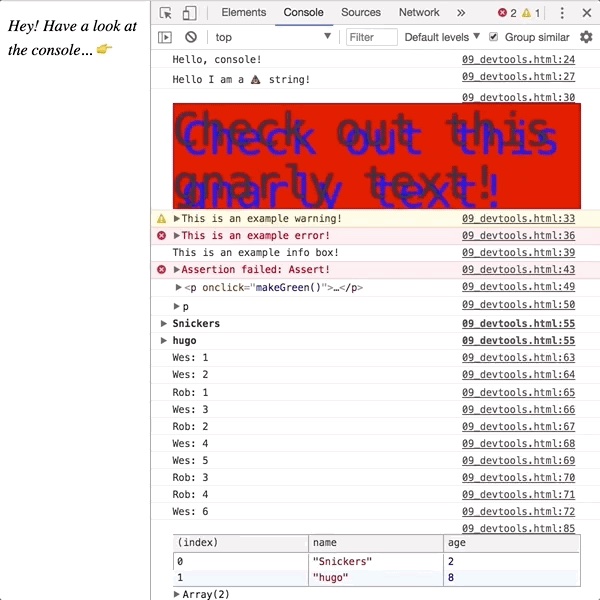 Hey! Have a look at
the console…👉
Elements Console Sources Network » 2 1
top Filter Default levels Group similar
Hello, console! 09_devtools.html:24
Hello I am a 💩 string! 09_devtools.html:27
09_devtools.html:30
Check out this
gnarly text!
This is an example warning! 09_devtools.html:33
This is an example error! 09_devtools.html:36
This is an example info box! 09_devtools.html:39
Assertion failed: Assert! 09_devtools.html:43
<p onclick="makeGreen()">…</p> 09_devtools.html:49
p 09_devtools.html:50
Snickers 09_devtools.html:55
hugo 09_devtools.html:55
Wes: 1 09_devtools.html:63
Wes: 2 09_devtools.html:64
Rob: 1 09_devtools.html:65
Wes: 3 09_devtools.html:66
Rob: 2 09_devtools.html:67
Wes: 4 09_devtools.html:68
Wes: 5 09_devtools.html:69
Rob: 3 09_devtools.html:70
Rob: 4 09_devtools.html:71
Wes: 6 09_devtools.html:72
09_devtools.html:85
(index) name age
0 "Snickers" 2
1 "hugo" 8
Array(2)